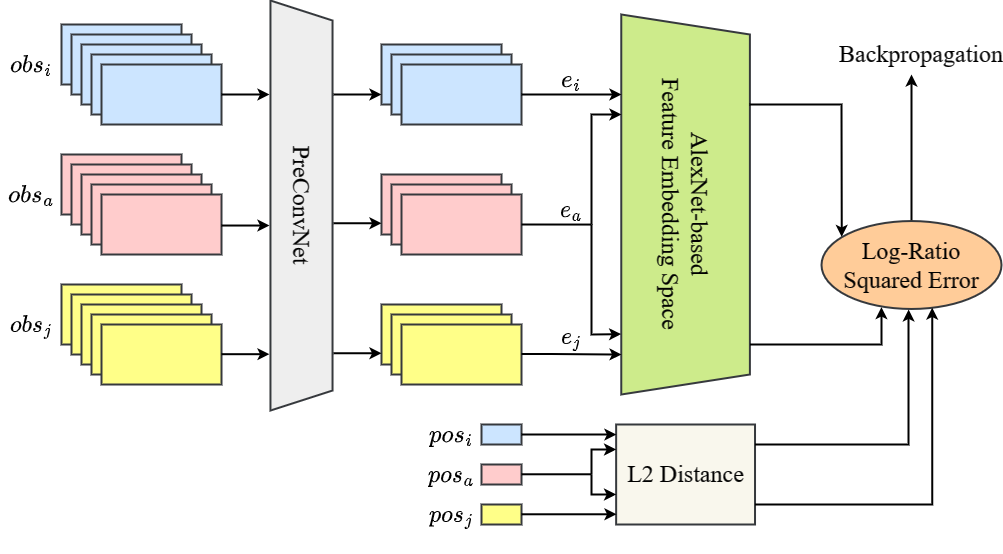 obs_i
e_i
Backpropagation
obs_a
PreConvNet
e_a
AlexNet-based
Feature Embedding Space
Log-Ratio
Squared Error
obs_j
e_j
pos_i
pos_a
L2 Distance
pos_j